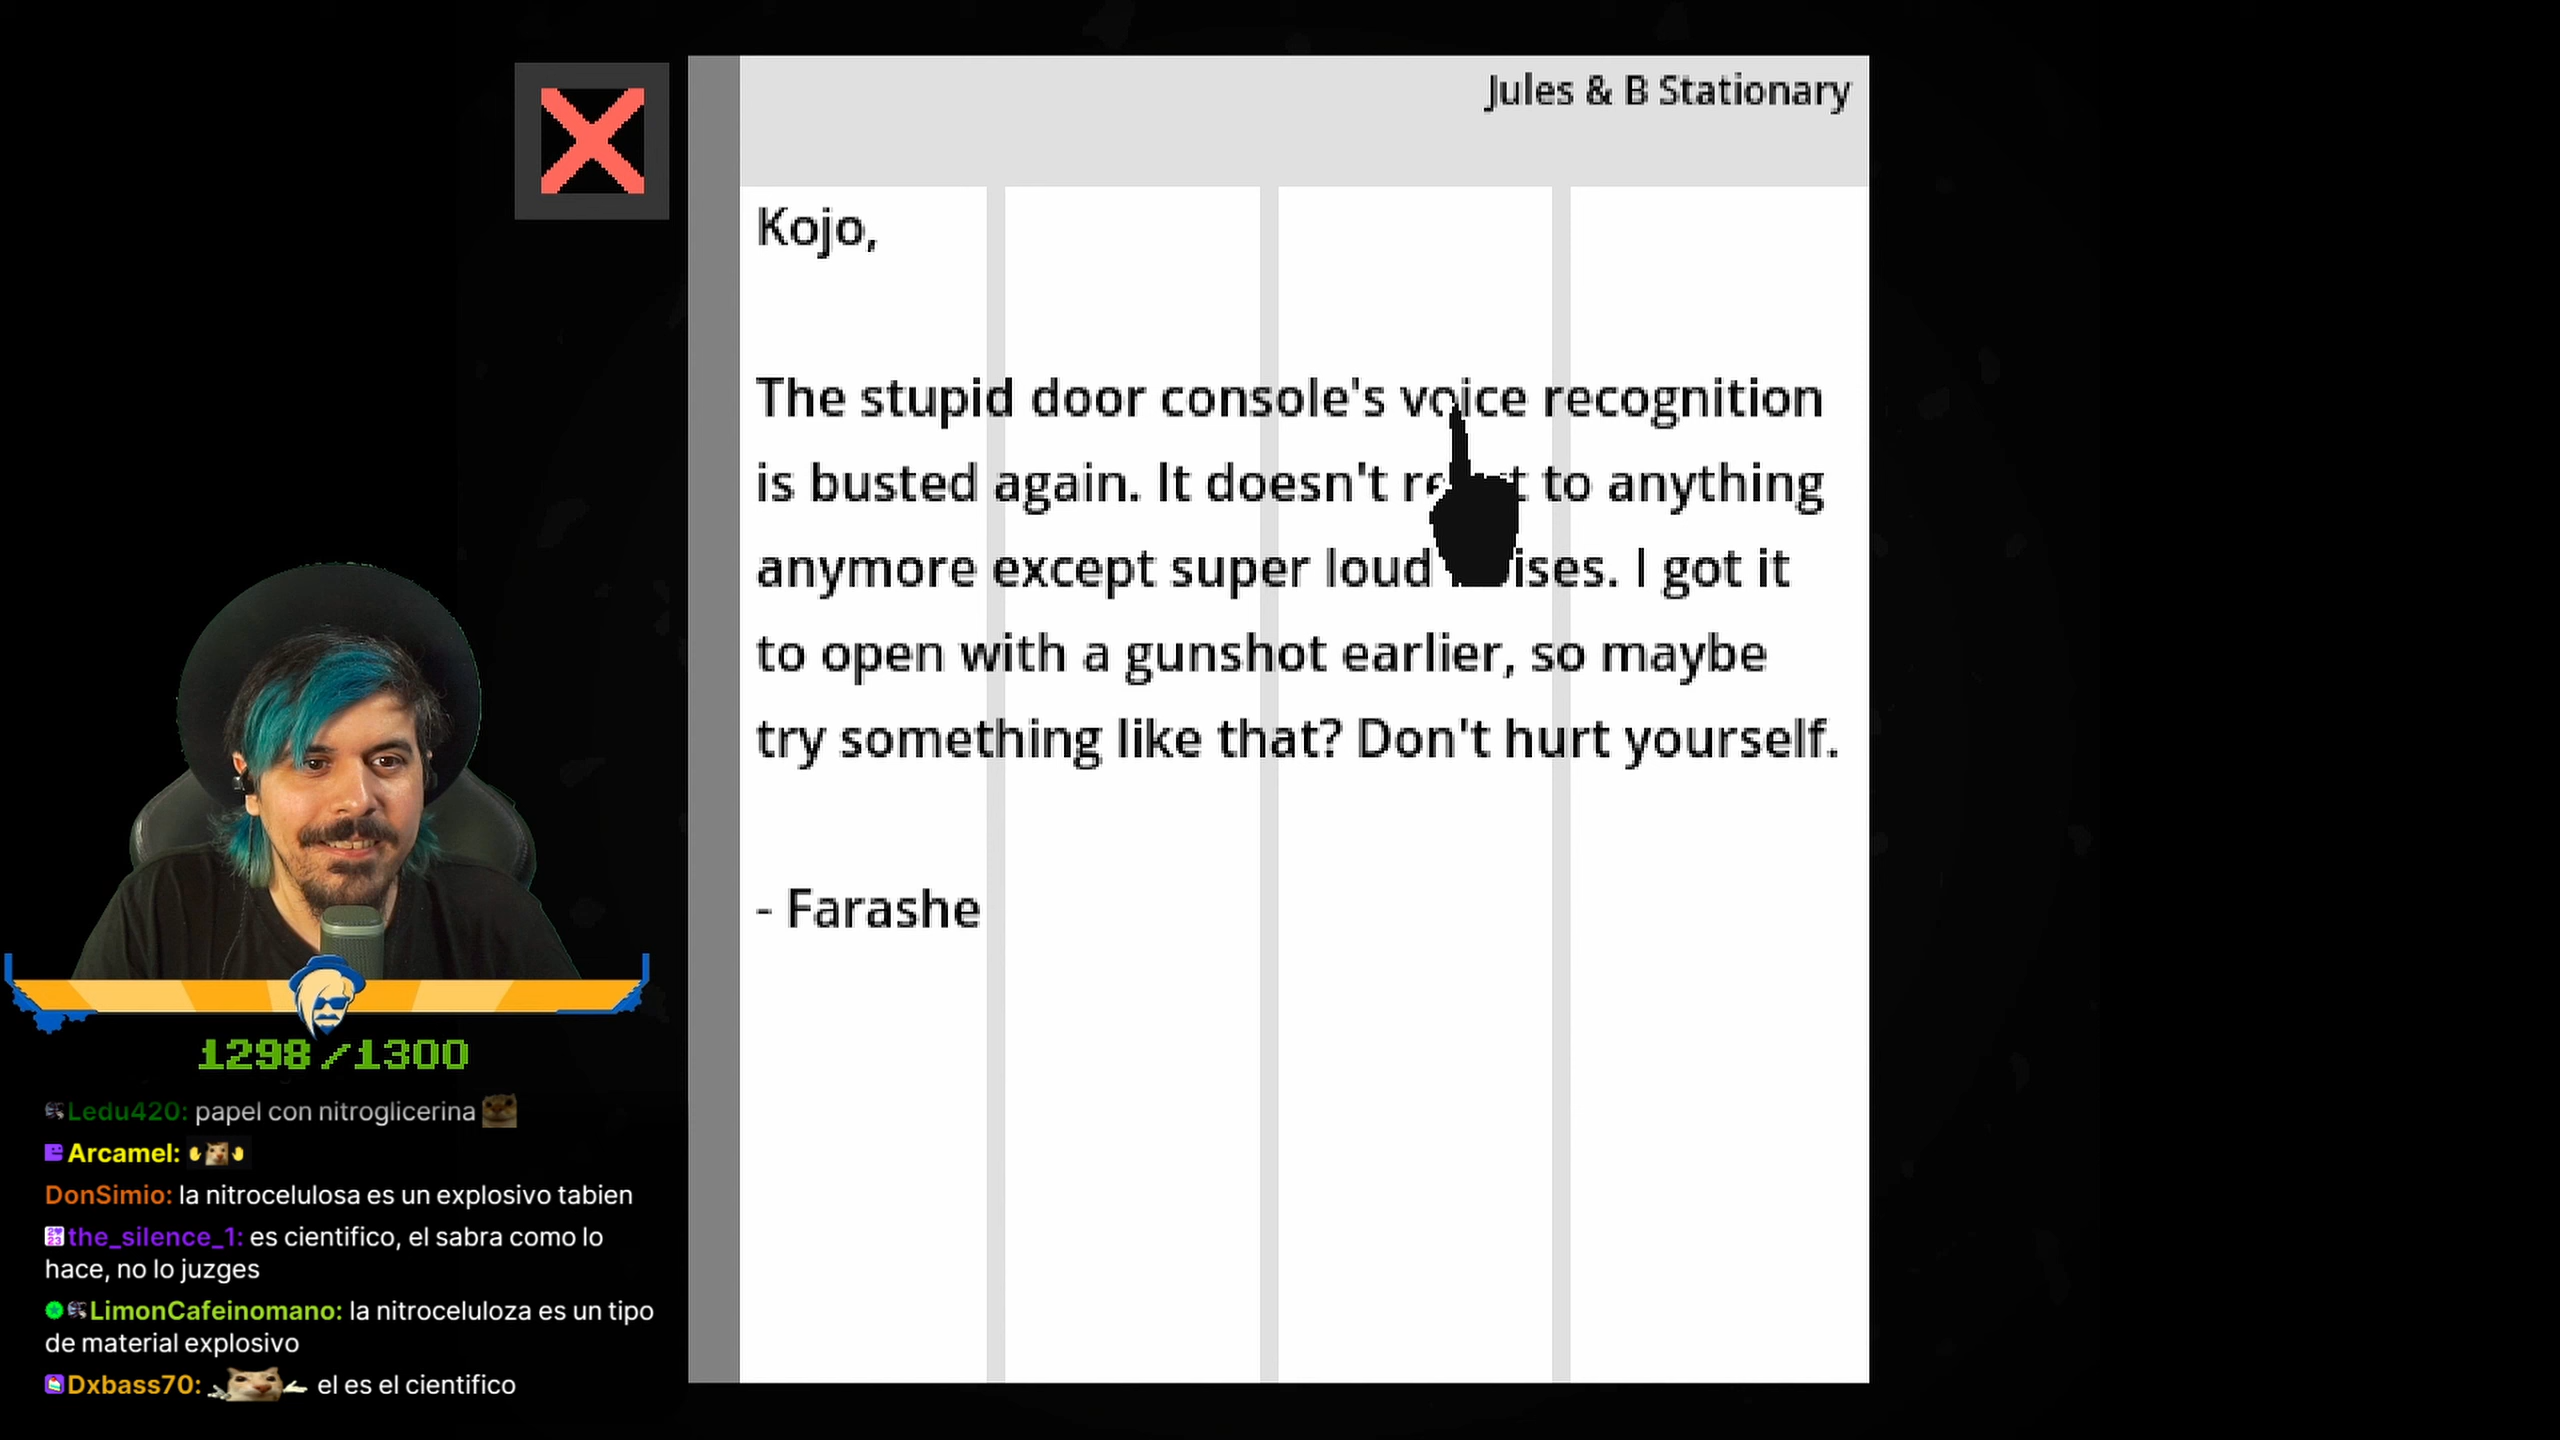 Jules & B Stationary
Kojo,
The stupid door console's voice recognition
is busted again. It doesn't to anything
anymore except super loud I got it
to open with a gunshot earlier, so maybe
try something like that? Don't hurt yourself.
- Farashe
1298/1300
Ledu420: papel con nitroglicerina
Arcamel:
DonSimio: la nitrocelulosa es un explosivo tabien
the_silence_1: es cientifico, el sabra como lo
hace, no lo juzges
LimonCafeinomano: la nitroceluloza es un tipo
de material explosivo
Dxbass70: el es el cientifico